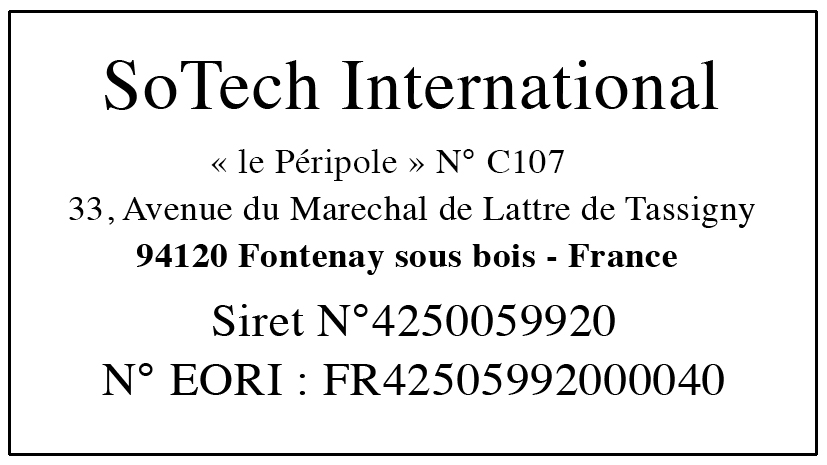 SoTech International
« le Péripole » N° C107
33, Avenue du Marechal de Lattre de Tassigny
94120 Fontenay sous bois - France
Siret N°4250059920
N° EORI : FR42505992000040